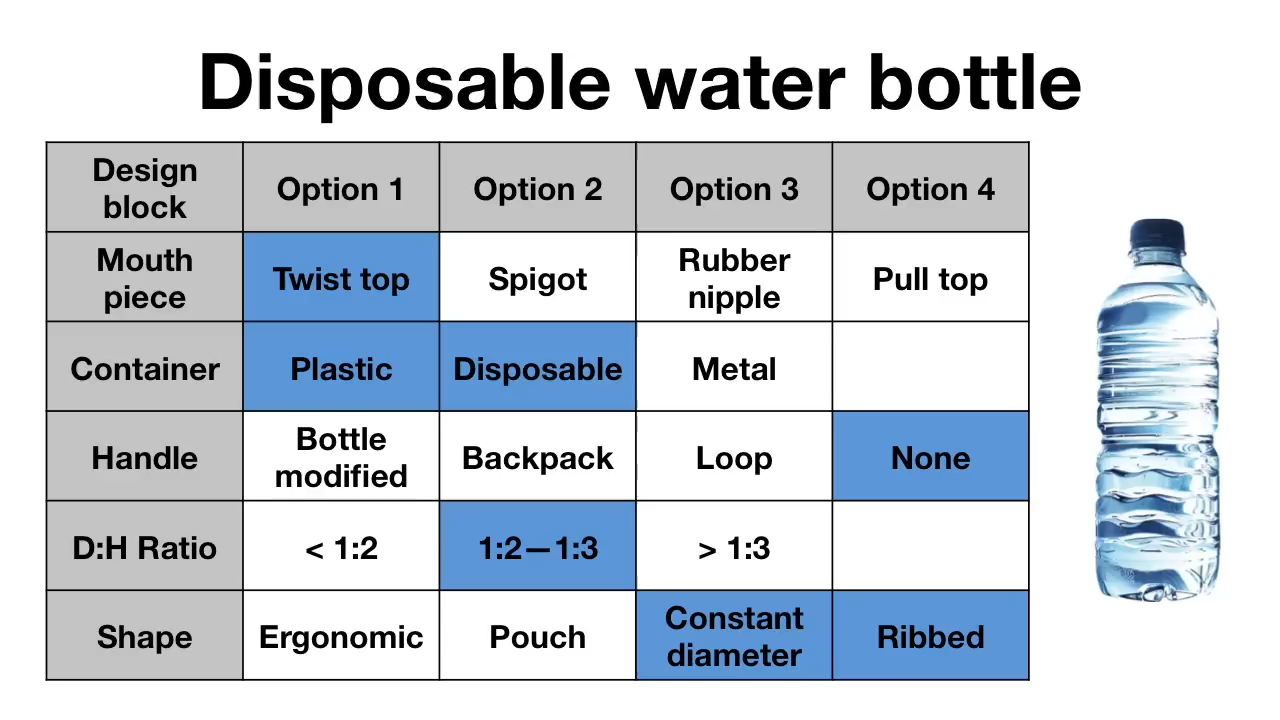 Disposable water bottle
Design block | Option 1 | Option 2 | Option 3 | Option 4
Mouth piece | Twist top | Spigot | Rubber nipple | Pull top
Container | Plastic | Disposable | Metal
Handle | Bottle modified | Backpack | Loop | None
D:H Ratio | < 1:2 | 1:2—1:3 | > 1:3
Shape | Ergonomic | Pouch | Constant diameter | Ribbed